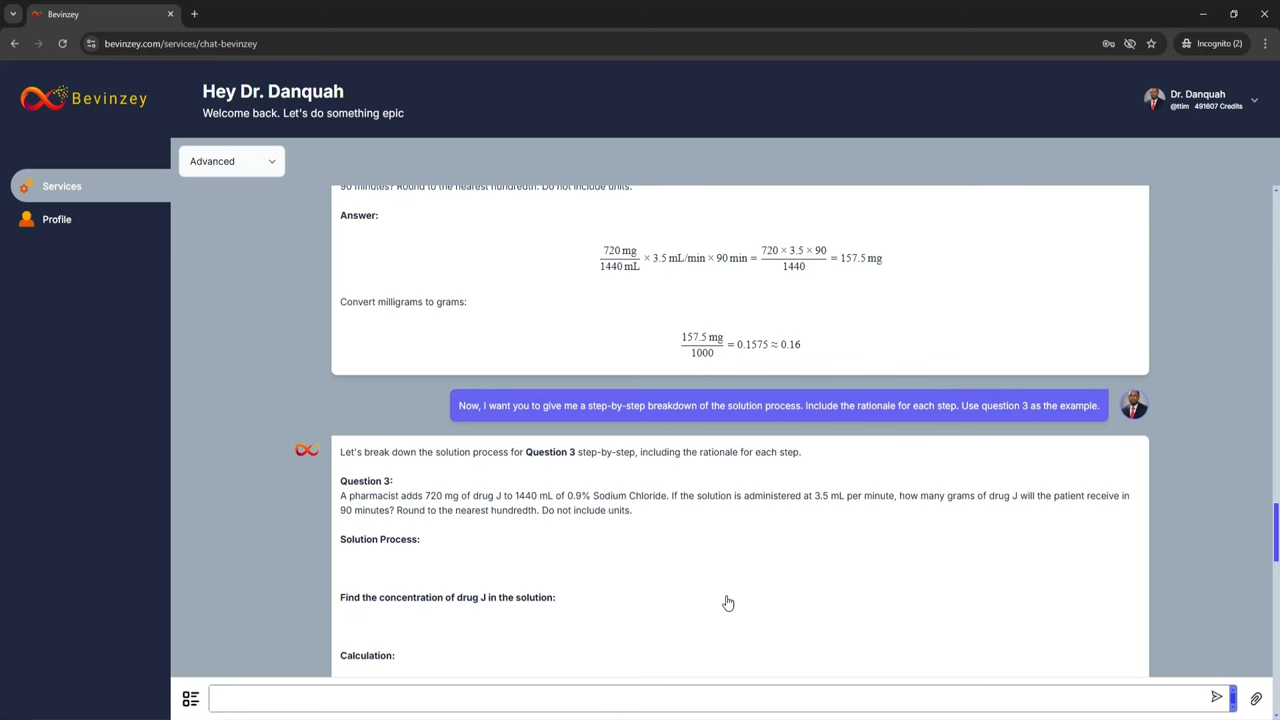 Bevinzey
bevinzey.com/services/chat-bevinzey
Incognito (2)
Bevinzey
Hey Dr. Danquah
Welcome back. Let's do something epic
Dr. Danquah
@ttim 491607 Credits
Services
Profile
Advanced
90 minutes? Round to the nearest hundredth. Do not include units.
Answer:
720 mg / 1440 mL × 3.5 mL/min × 90 min = 720 × 3.5 × 90 / 1440 = 157.5 mg
Convert milligrams to grams:
157.5 mg / 1000 = 0.1575 ≈ 0.16
Now, I want you to give me a step-by-step breakdown of the solution process. Include the rationale for each step. Use question 3 as the example.
Let's break down the solution process for Question 3 step-by-step, including the rationale for each step.
Question 3:
A pharmacist adds 720 mg of drug J to 1440 mL of 0.9% Sodium Chloride. If the solution is administered at 3.5 mL per minute, how many grams of drug J will the patient receive in
90 minutes? Round to the nearest hundredth. Do not include units.
Solution Process:
Find the concentration of drug J in the solution:
Calculation: